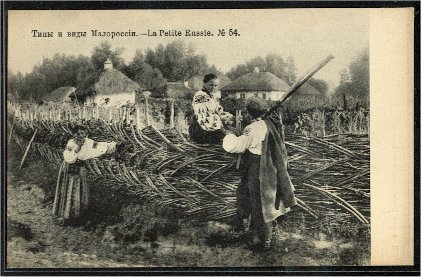 Типы и виды Малороссіи.—La Petite Russie. № 54.